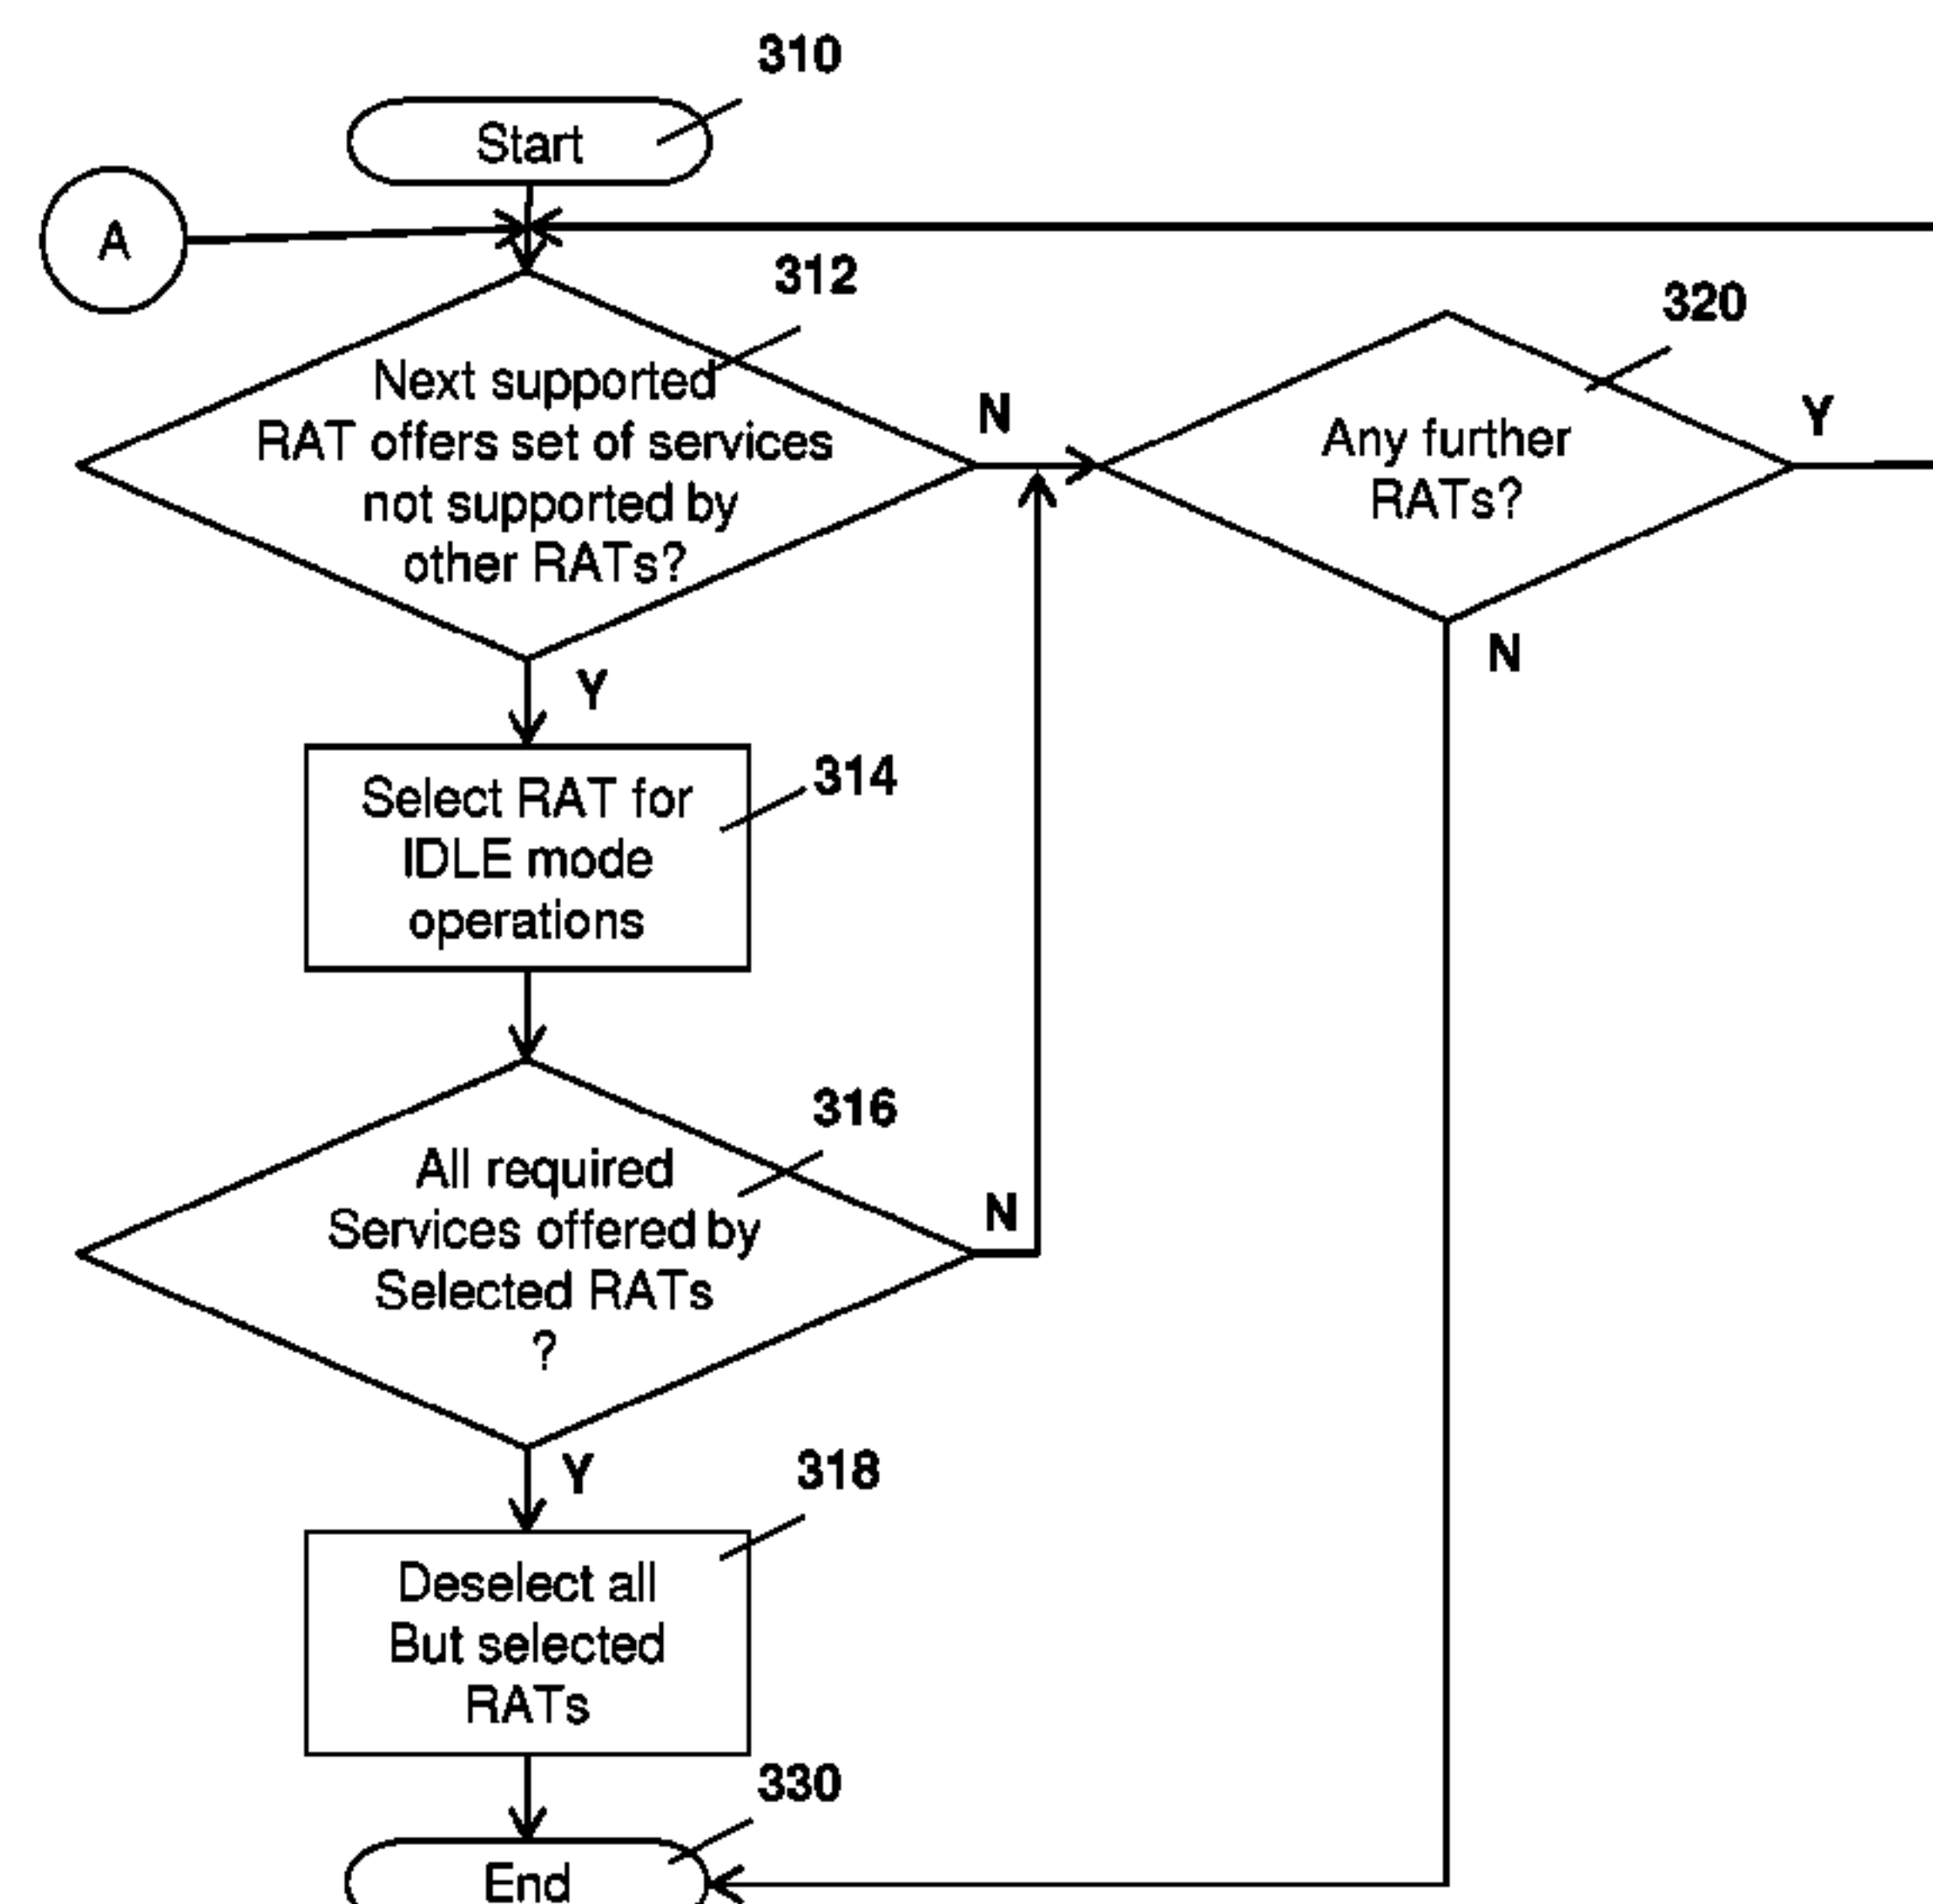 310
Start
A
312
Next supported
RAT offers set of services
not supported by
other RATs?
N
320
Any further
RATs?
Y
N
Y
Select RAT for
IDLE mode
operations
314
316
All required
Services offered by
Selected RATs
?
N
Y
318
Deselect all
But selected
RATs
330
End